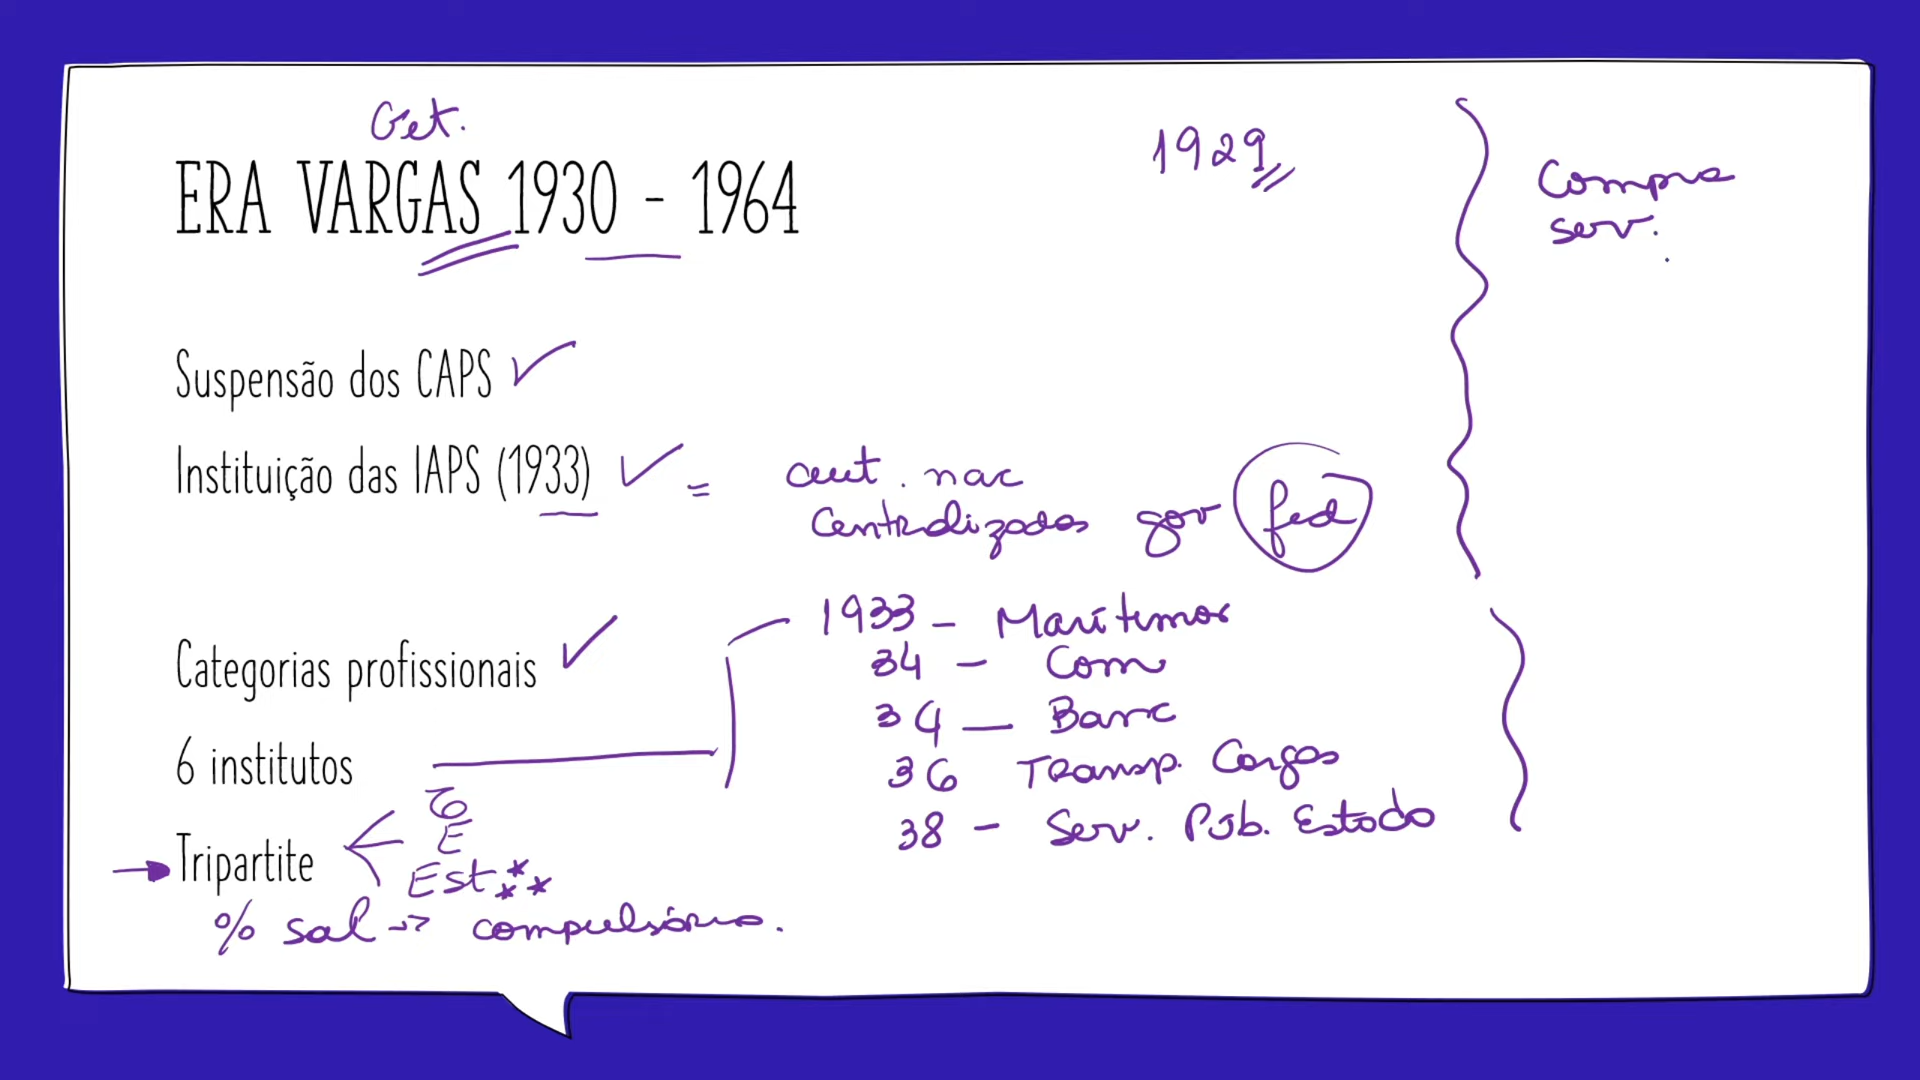 Get.
ERA VARGAS 1930 - 1964
1929
Compra
serv.
Suspensão dos CAPS
Instituição das IAPS (1933) = aut. nac
Centralizados gov fed
Categorias profissionais
1933 - Marítimos
34 - Com
34 - Banc
6 institutos
36 Transp. Cargas
38 - Serv. Púb. Estado
E
Tripartite
Est ***
% sal -> compulsório.